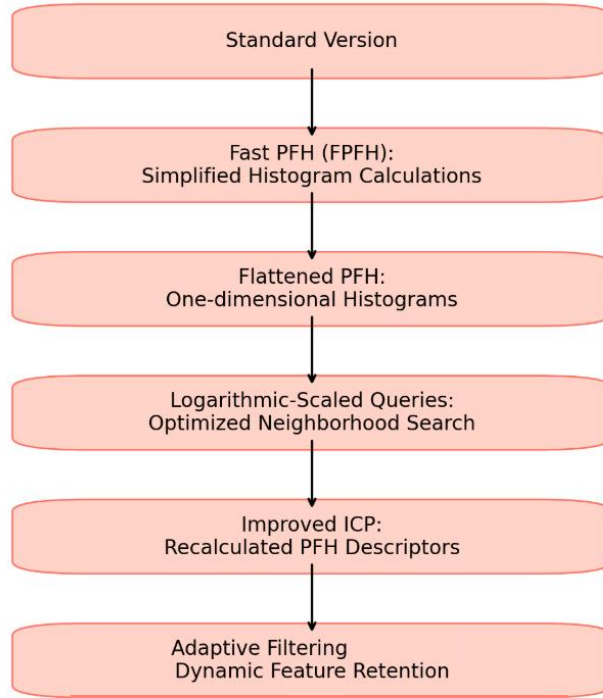 Standard Version
Fast PFH (FPFH):
Simplified Histogram Calculations
Flattened PFH:
One-dimensional Histograms
Logarithmic-Scaled Queries:
Optimized Neighborhood Search
Improved ICP:
Recalculated PFH Descriptors
Adaptive Filtering
Dynamic Feature Retention